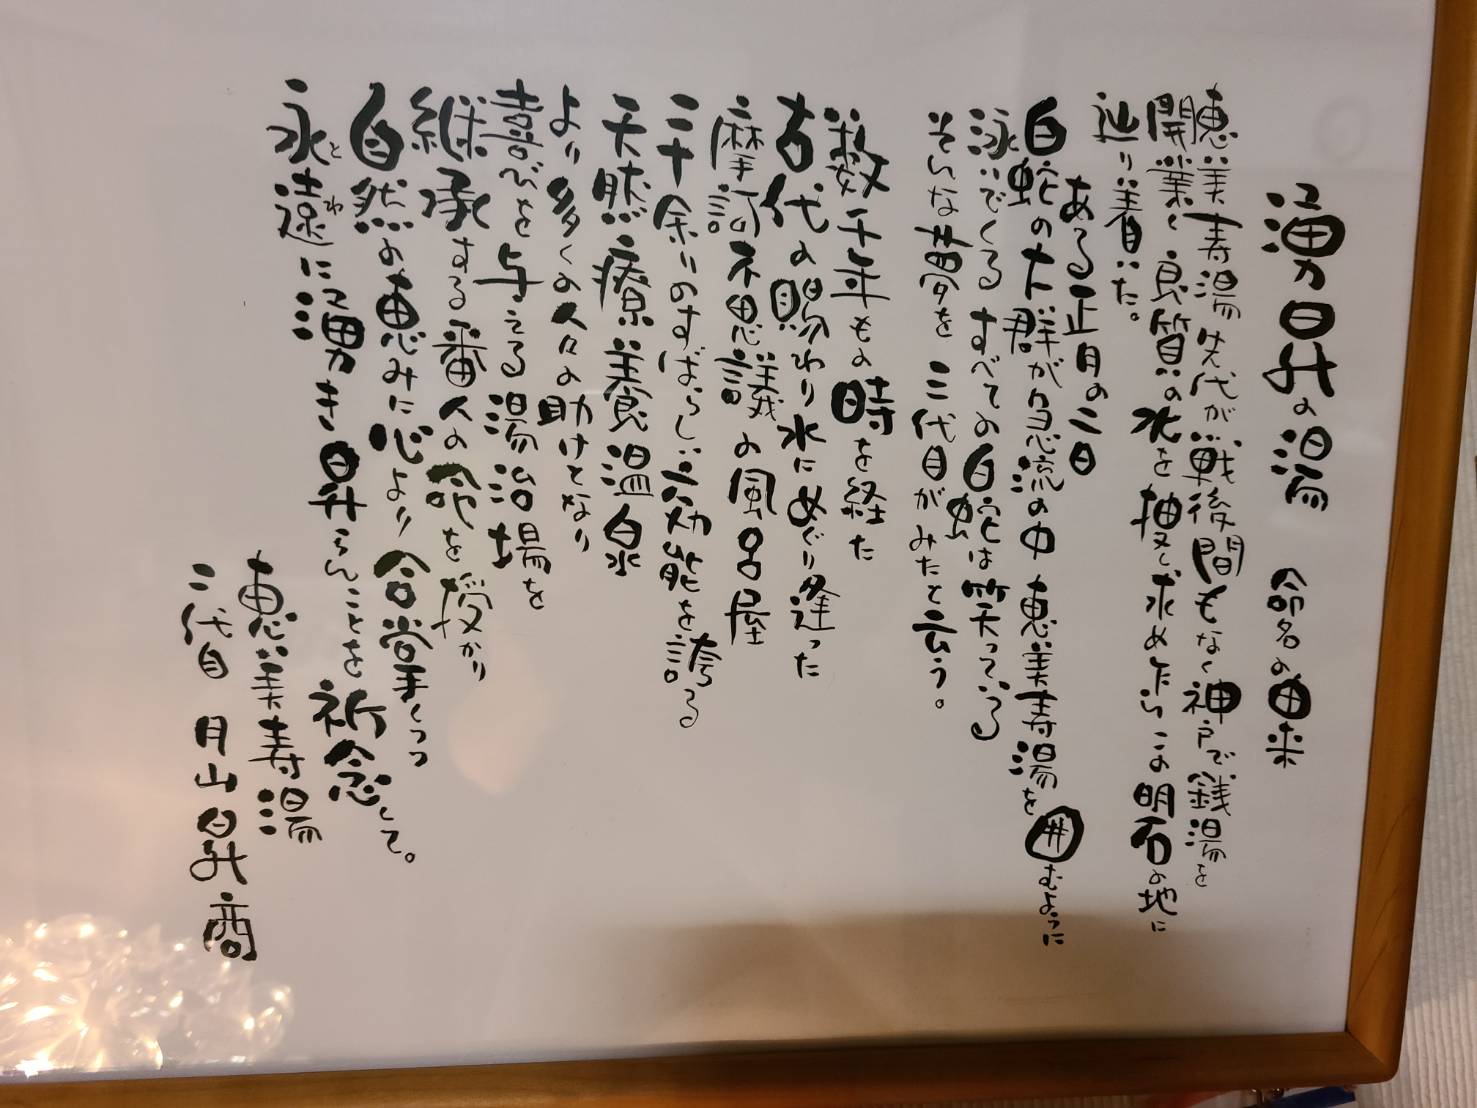 湧昇の湯　命名の由来
聴美寿湯先代が戦後間もなく神戸で銭湯を
開業し良質の水を捜し求めたらこの明石の地に
辿り着いた。
ある正月の二日
白蛇の大群が急流の中恵美寿湯を囲むように
泳いでくるすべての白蛇は笑っている
そんな夢を三代目がみたと云う。
数千年もの時を経た
古代の賜わり水にめぐり逢った
摩訶不思議の風呂屋
三千余りのすばらしい効能を誇る
天然療養温泉
より多くの人々の助けとなり
喜びを与える湯治場を
継承する番人の命を授かり
自然の恵みに心より合掌しつつ
永遠に湧き昇らんことを祈念して。
とわ
恵美寿湯
三代目　月山昇商